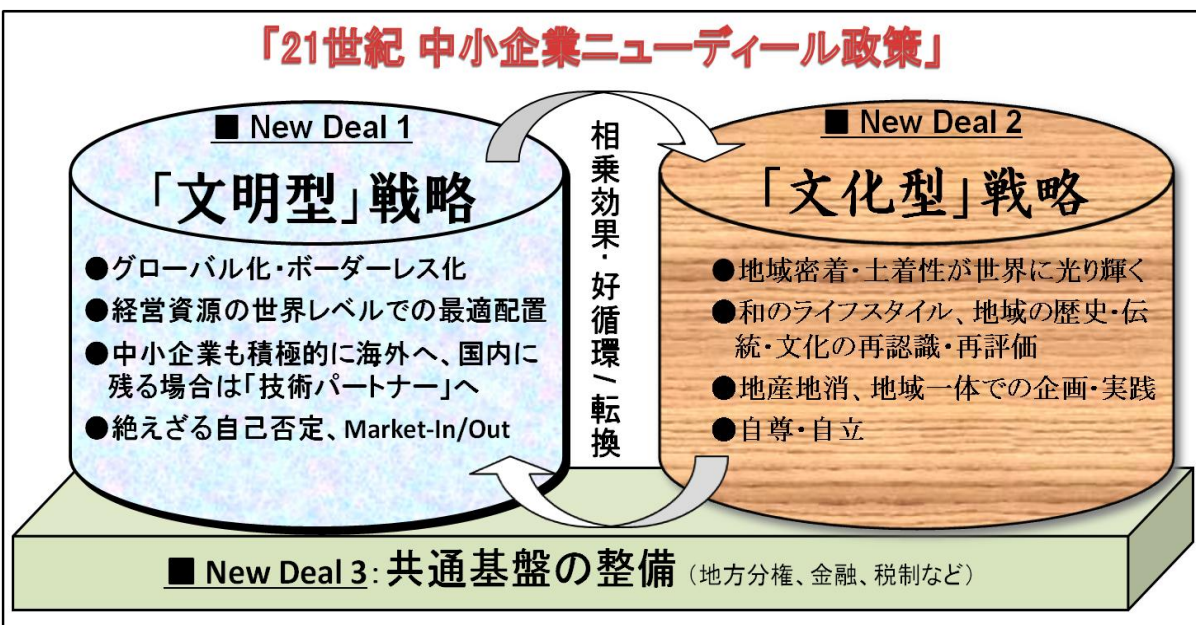 「21世紀 中小企業ニューディール政策」
■ New Deal 1
「文明型」戦略
●グローバル化・ボーダーレス化
●経営資源の世界レベルでの最適配置
●中小企業も積極的に海外へ、国内に
残る場合は「技術パートナー」へ
●絶えざる自己否定、Market-In/Out
相乗効果・好循環/転換
■ New Deal 2
「文化型」戦略
●地域密着・土着性が世界に光り輝く
●和のライフスタイル、地域の歴史・伝
統・文化の再認識・再評価
●地産地消、地域一体での企画・実践
●自尊・自立
■ New Deal 3:共通基盤の整備（地方分権、金融、税制など）